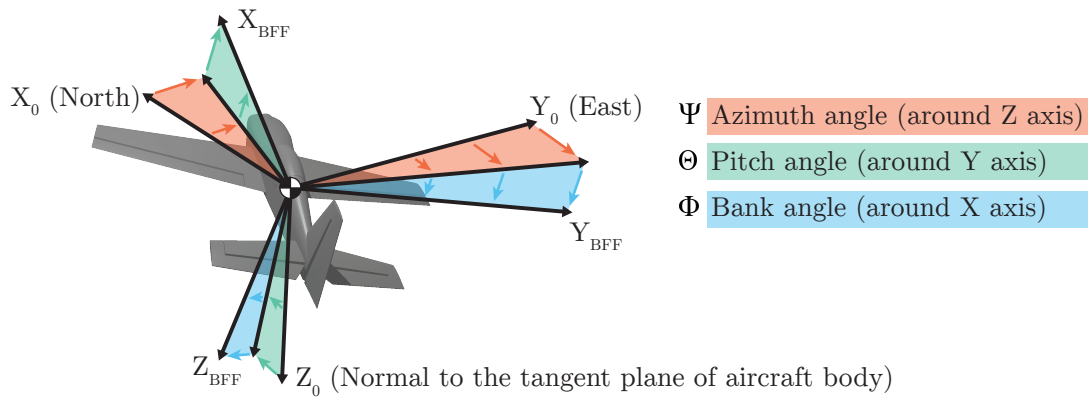 X_BFF
X_0 (North)
Y_0 (East)
Ψ Azimuth angle (around Z axis)
Θ Pitch angle (around Y axis)
Φ Bank angle (around X axis)
Y_BFF
Z_BFF
Z_0 (Normal to the tangent plane of aircraft body)